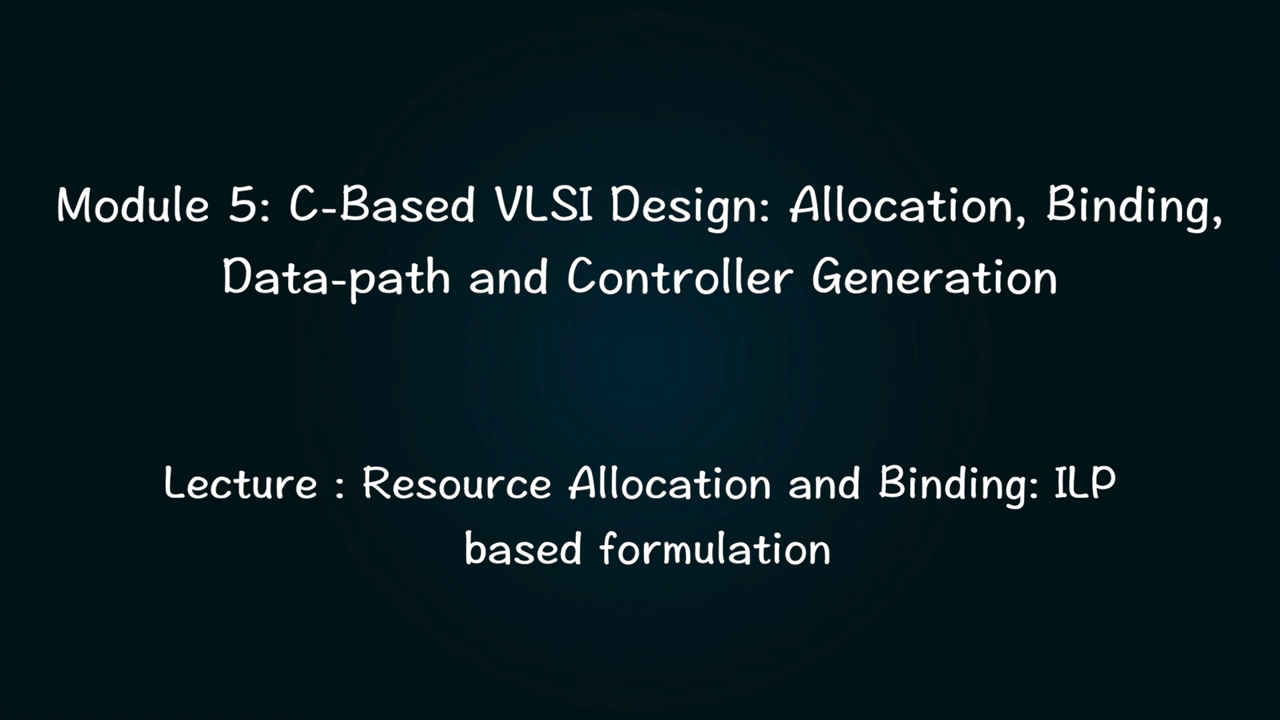 Module 5: C-Based VLSI Design: Allocation, Binding,
Data-path and Controller Generation
Lecture : Resource Allocation and Binding: ILP
based formulation